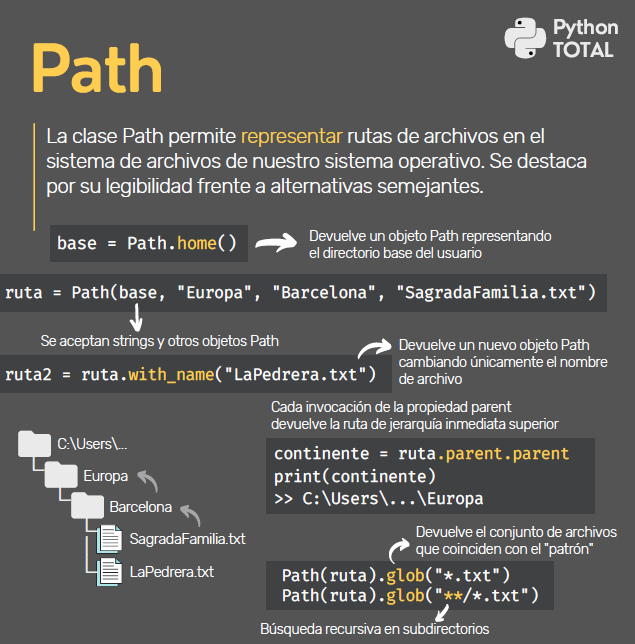 Python
TOTAL
Path
La clase Path permite representar rutas de archivos en el
sistema de archivos de nuestro sistema operativo. Se destaca
por su legibilidad frente a alternativas semejantes.
base = Path.home()
Devuelve un objeto Path representando
el directorio base del usuario
ruta = Path(base, "Europa", "Barcelona", "SagradaFamilia.txt")
Se aceptan strings y otros objetos Path
ruta2 = ruta.with_name("LaPedrera.txt")
Devuelve un nuevo objeto Path
cambiando únicamente el nombre
de archivo
Cada invocación de la propiedad parent
devuelve la ruta de jerarquía inmediata superior
continente = ruta.parent.parent
print(continente)
>> C:\Users\...\Europa
C:\Users\...
Europa
Barcelona
SagradaFamilia.txt
LaPedrera.txt
Devuelve el conjunto de archivos
que coinciden con el "patrón"
Path(ruta).glob("*.txt")
Path(ruta).glob("**/*.txt")
Búsqueda recursiva en subdirectorios